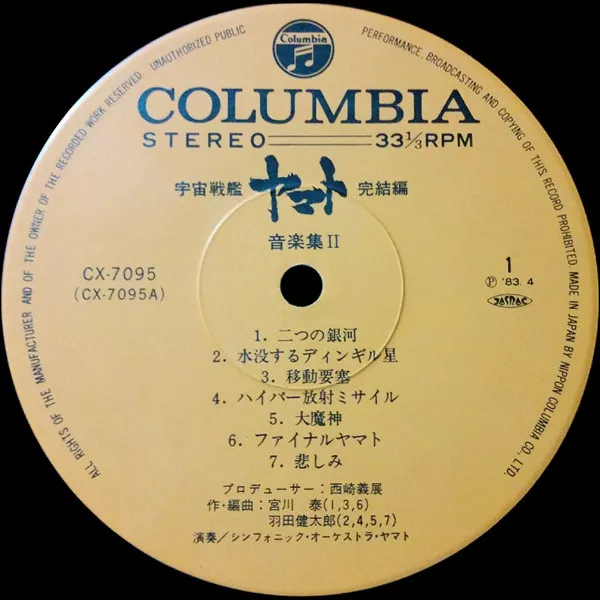 ALL RIGHTS OF THE MANUFACTURER AND OF THE OWNER OF THE RECORDED WORK RESERVED UNAUTHORIZED PUBLIC PERFORMANCE, BROADCASTING AND COPYING OF THIS RECORD PROHIBITED MADE IN JAPAN BY NIPPON COLUMBIA CO., LTD.
Columbia
COLUMBIA
STEREO 33 1/3 RPM
宇宙戦艦 ヤマト 完結編
音楽集II
CX-7095
(CX-7095A)
1
Ⓟ '83. 4
JASRAC
1. 二つの銀河
2. 水没するディンギル星
3. 移動要塞
4. ハイパー放射ミサイル
5. 大魔神
6. ファイナルヤマト
7. 悲しみ
プロデューサー:西崎義展
作・編曲:宮川 泰(1,3,6)
羽田健太郎(2,4,5,7)
演奏/シンフォニック・オーケストラ・ヤマト